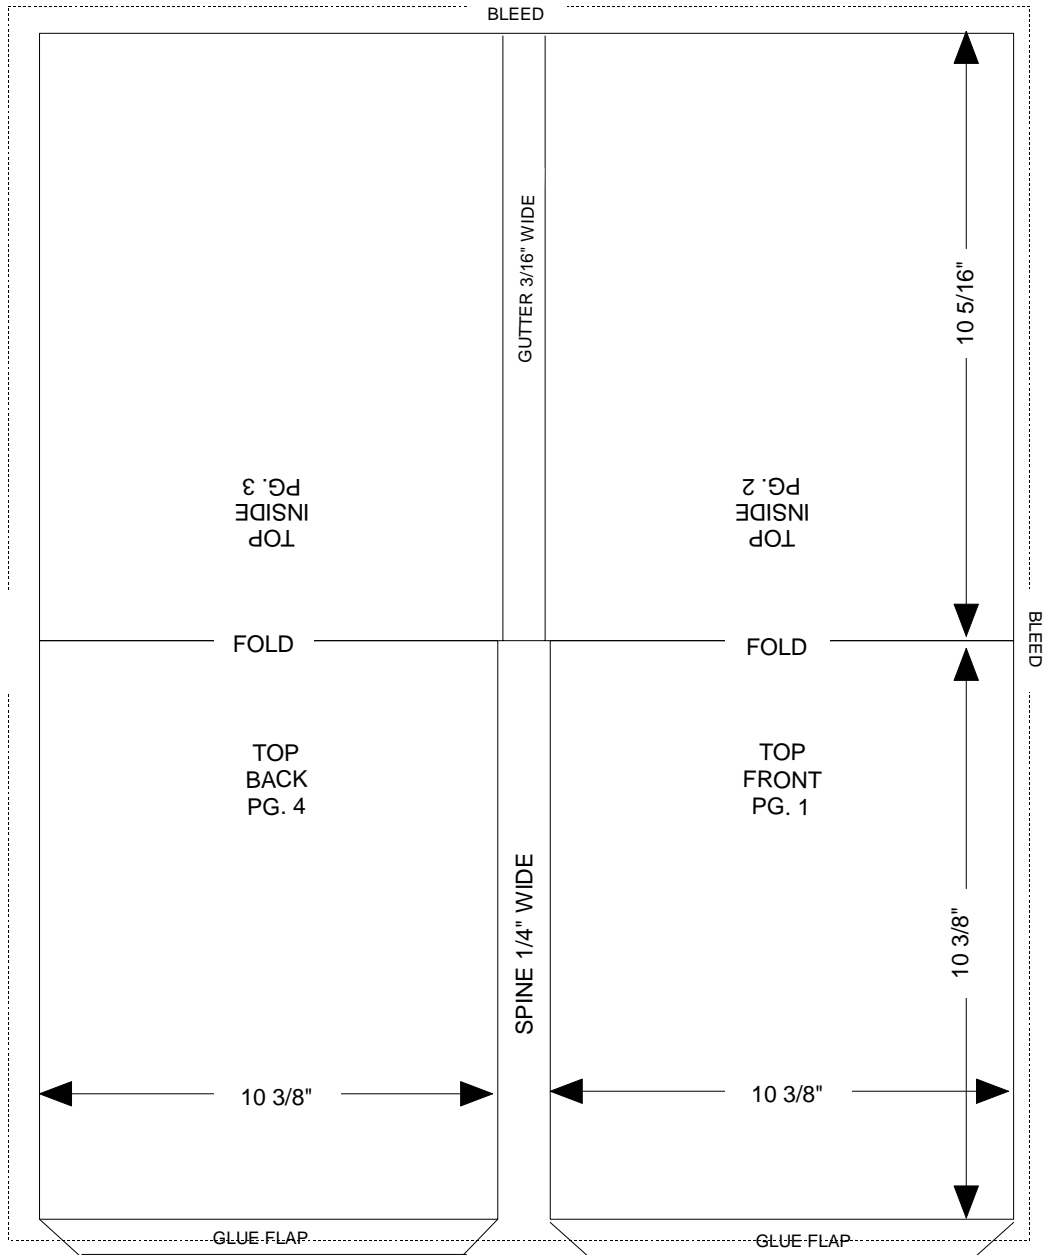 BLEED
GUTTER 3/16" WIDE
10 5/16"
TOP
INSIDE
PG. 3
TOP
INSIDE
PG. 2
FOLD
FOLD
BLEED
TOP
BACK
PG. 4
TOP
FRONT
PG. 1
SPINE 1/4" WIDE
10 3/8"
10 3/8"
10 3/8"
GLUE FLAP
GLUE FLAP